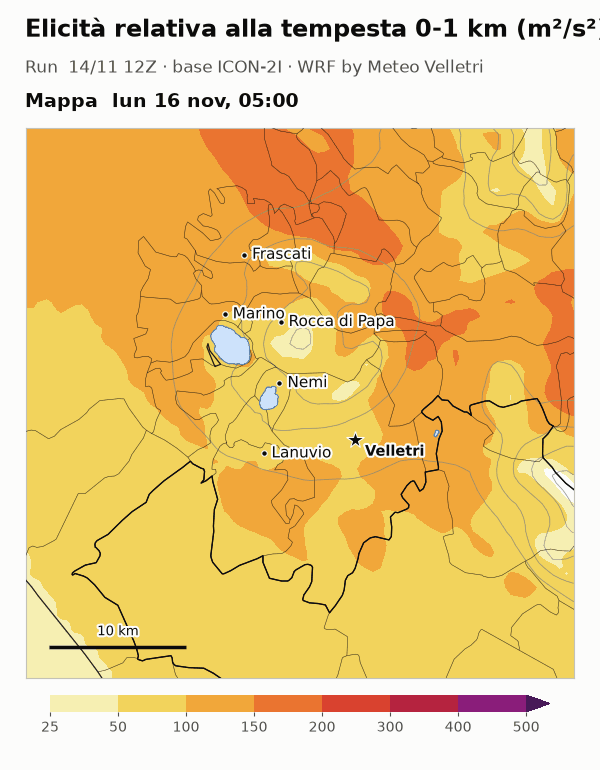 Elicità relativa alla tempesta 0-1 km (m²/s²)
Run 14/11 12Z · base ICON-2I · WRF by Meteo Velletri
Mappa lun 16 nov, 05:00
Frascati
Marino
Rocca di Papa
Nemi
Velletri
Lanuvio
10 km
25 50 100 150 200 300 400 500